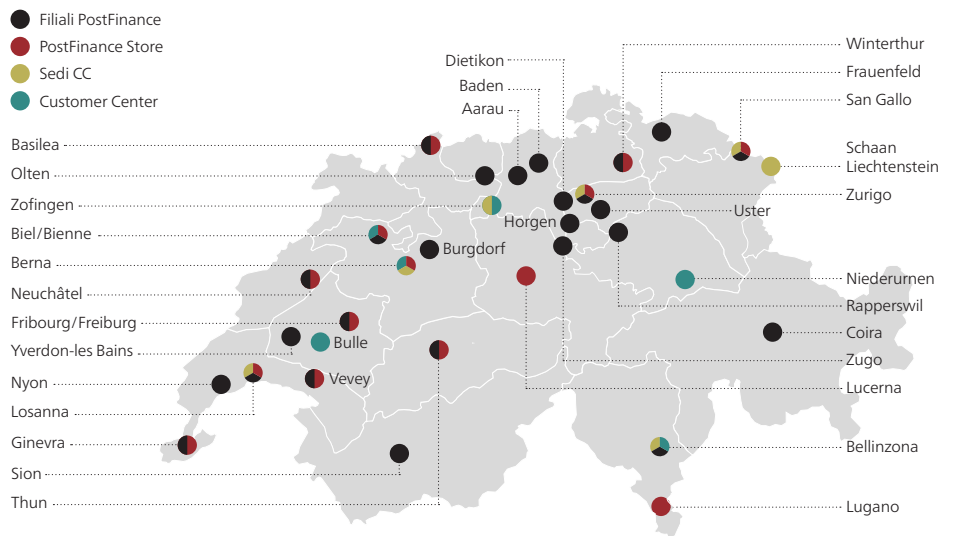 Filiali PostFinance
PostFinance Store
Sedi CC
Customer Center
Dietikon
Baden
Aarau
Winterthur
Frauenfeld
San Gallo
Schaan
Liechtenstein
Zurigo
Uster
Horgen
Basilea
Olten
Zofingen
Biel/Bienne
Berna
Burgdorf
Neuchâtel
Fribourg/Freiburg
Bulle
Yverdon-les Bains
Vevey
Nyon
Losanna
Ginevra
Sion
Thun
Niederurnen
Rapperswil
Coira
Zugo
Lucerna
Bellinzona
Lugano